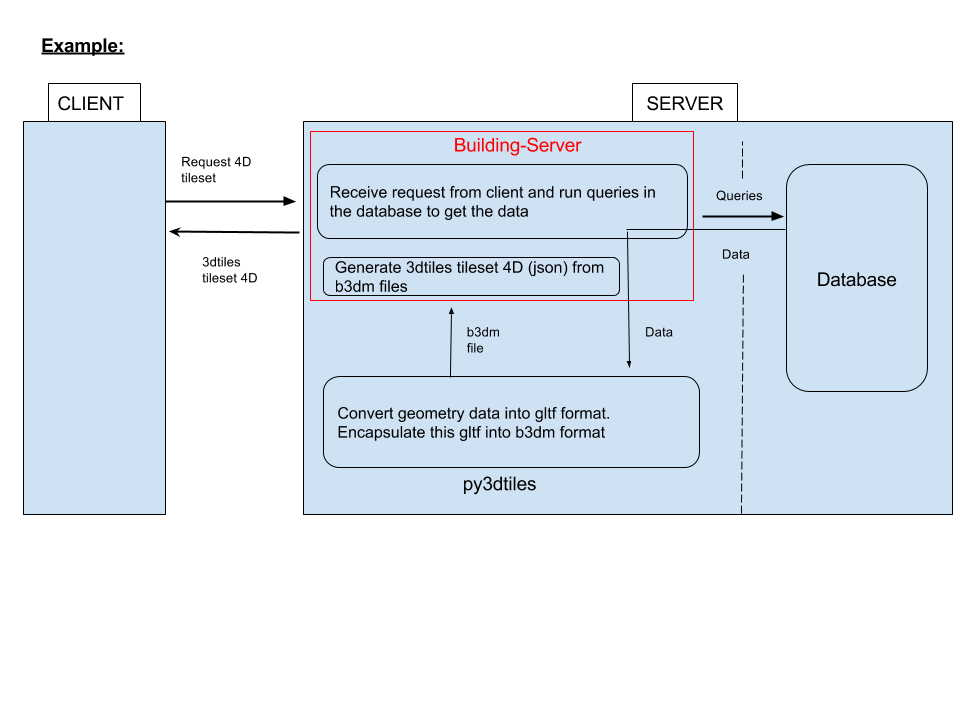 Example:
CLIENT
SERVER
Building-Server
Request 4D
tileset
Receive request from client and run queries in
the database to get the data
Queries
3dtiles
tileset 4D
Data
Generate 3dtiles tileset 4D (json) from
b3dm files
Database
b3dm
file
Data
Convert geometry data into gltf format.
Encapsulate this gltf into b3dm format
py3dtiles